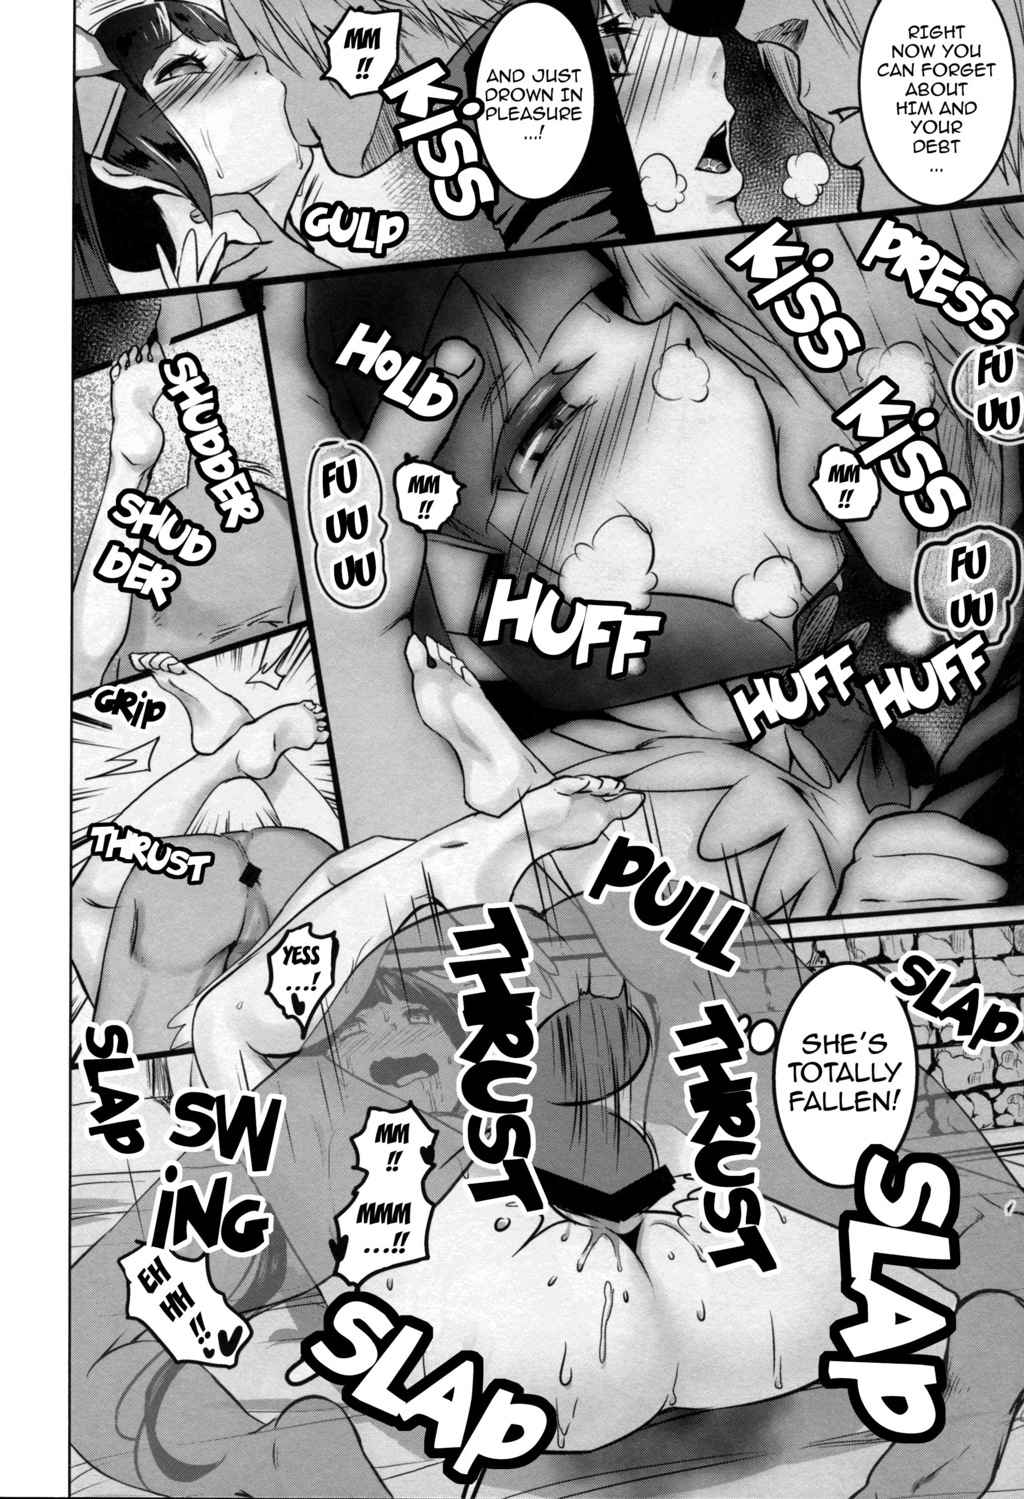 RIGHT
NOW YOU
CAN FORGET
ABOUT
HIM AND
YOUR
DEBT
...
AND JUST
DROWN IN
PLEASURE
...!
MM
!!
KISS
GULP
PRESS
KISS
KISS
HOLD
FU
UU
MM
!!
MM
!!
FU
UU
UU
FU
UU
HUFF
HUFF
HUFF
SHUDDER
SHUD
DER
GRIP
THRUST
YESS
....!
PULL
THRUST
THRUST
SLAP
SHE'S
TOTALLY
FALLEN!
SLAP
SLAP
SW
ING
MM
!!
MMM
...!!
EH
HH
!!
SLAP